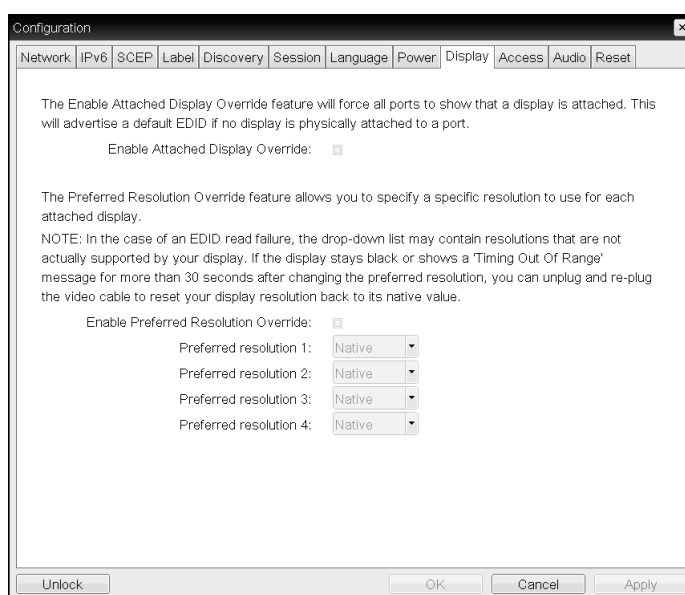 Configuration
Network IPv6 SCEP Label Discovery Session Language Power Display Access Audio Reset
The Enable Attached Display Override feature will force all ports to show that a display is attached. This
will advertise a default EDID if no display is physically attached to a port.
Enable Attached Display Override:
The Preferred Resolution Override feature allows you to specify a specific resolution to use for each
attached display.
NOTE: In the case of an EDID read failure, the drop-down list may contain resolutions that are not
actually supported by your display. If the display stays black or shows a 'Timing Out Of Range'
message for more than 30 seconds after changing the preferred resolution, you can unplug and re-plug
the video cable to reset your display resolution back to its native value.
Enable Preferred Resolution Override:
Preferred resolution 1: Native
Preferred resolution 2: Native
Preferred resolution 3: Native
Preferred resolution 4: Native
Unlock OK Cancel Apply